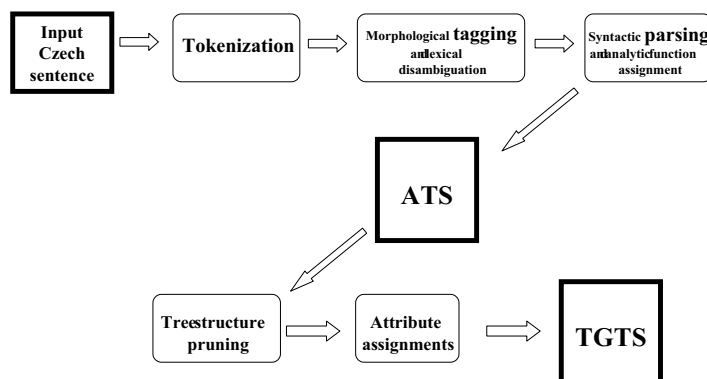 Input
Czech
sentence
Tokenization
Morphological tagging
andlexical
disambiguation
Syntactic parsing
andanalyticfunction
assignment
ATS
Treestructure
pruning
Attribute
assignments
TGTS